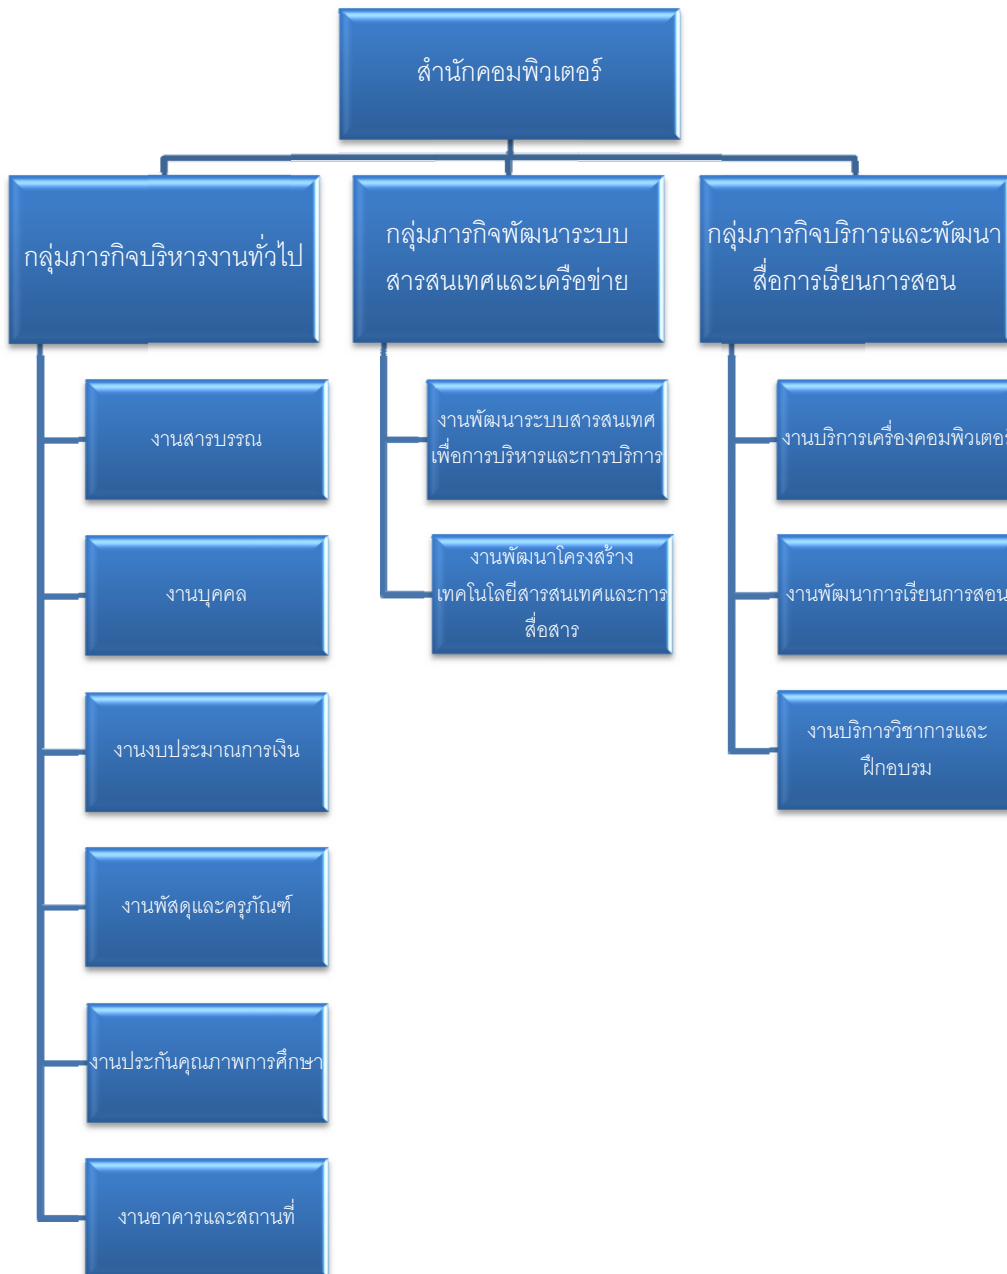 สำนักคอมพิวเตอร์
กลุ่มภารกิจบริหารงานทั่วไป
งานสารบรรณ
งานบุคคล
งานงบประมาณการเงิน
งานพัสดุและครุภัณฑ์
งานประกันคุณภาพการศึกษา
งานอาคารและสถานที่
กลุ่มภารกิจพัฒนาระบบ
สารสนเทศและเครือข่าย
งานพัฒนาระบบสารสนเทศ
เพื่อการบริหารและการบริการ
งานพัฒนาโครงสร้าง
เทคโนโลยีสารสนเทศและการ
สื่อสาร
กลุ่มภารกิจบริการและพัฒนา
สื่อการเรียนการสอน
งานบริการเครื่องคอมพิวเตอร์
งานพัฒนาการเรียนการสอน
งานบริการวิชาการและ
ฝึกอบรม